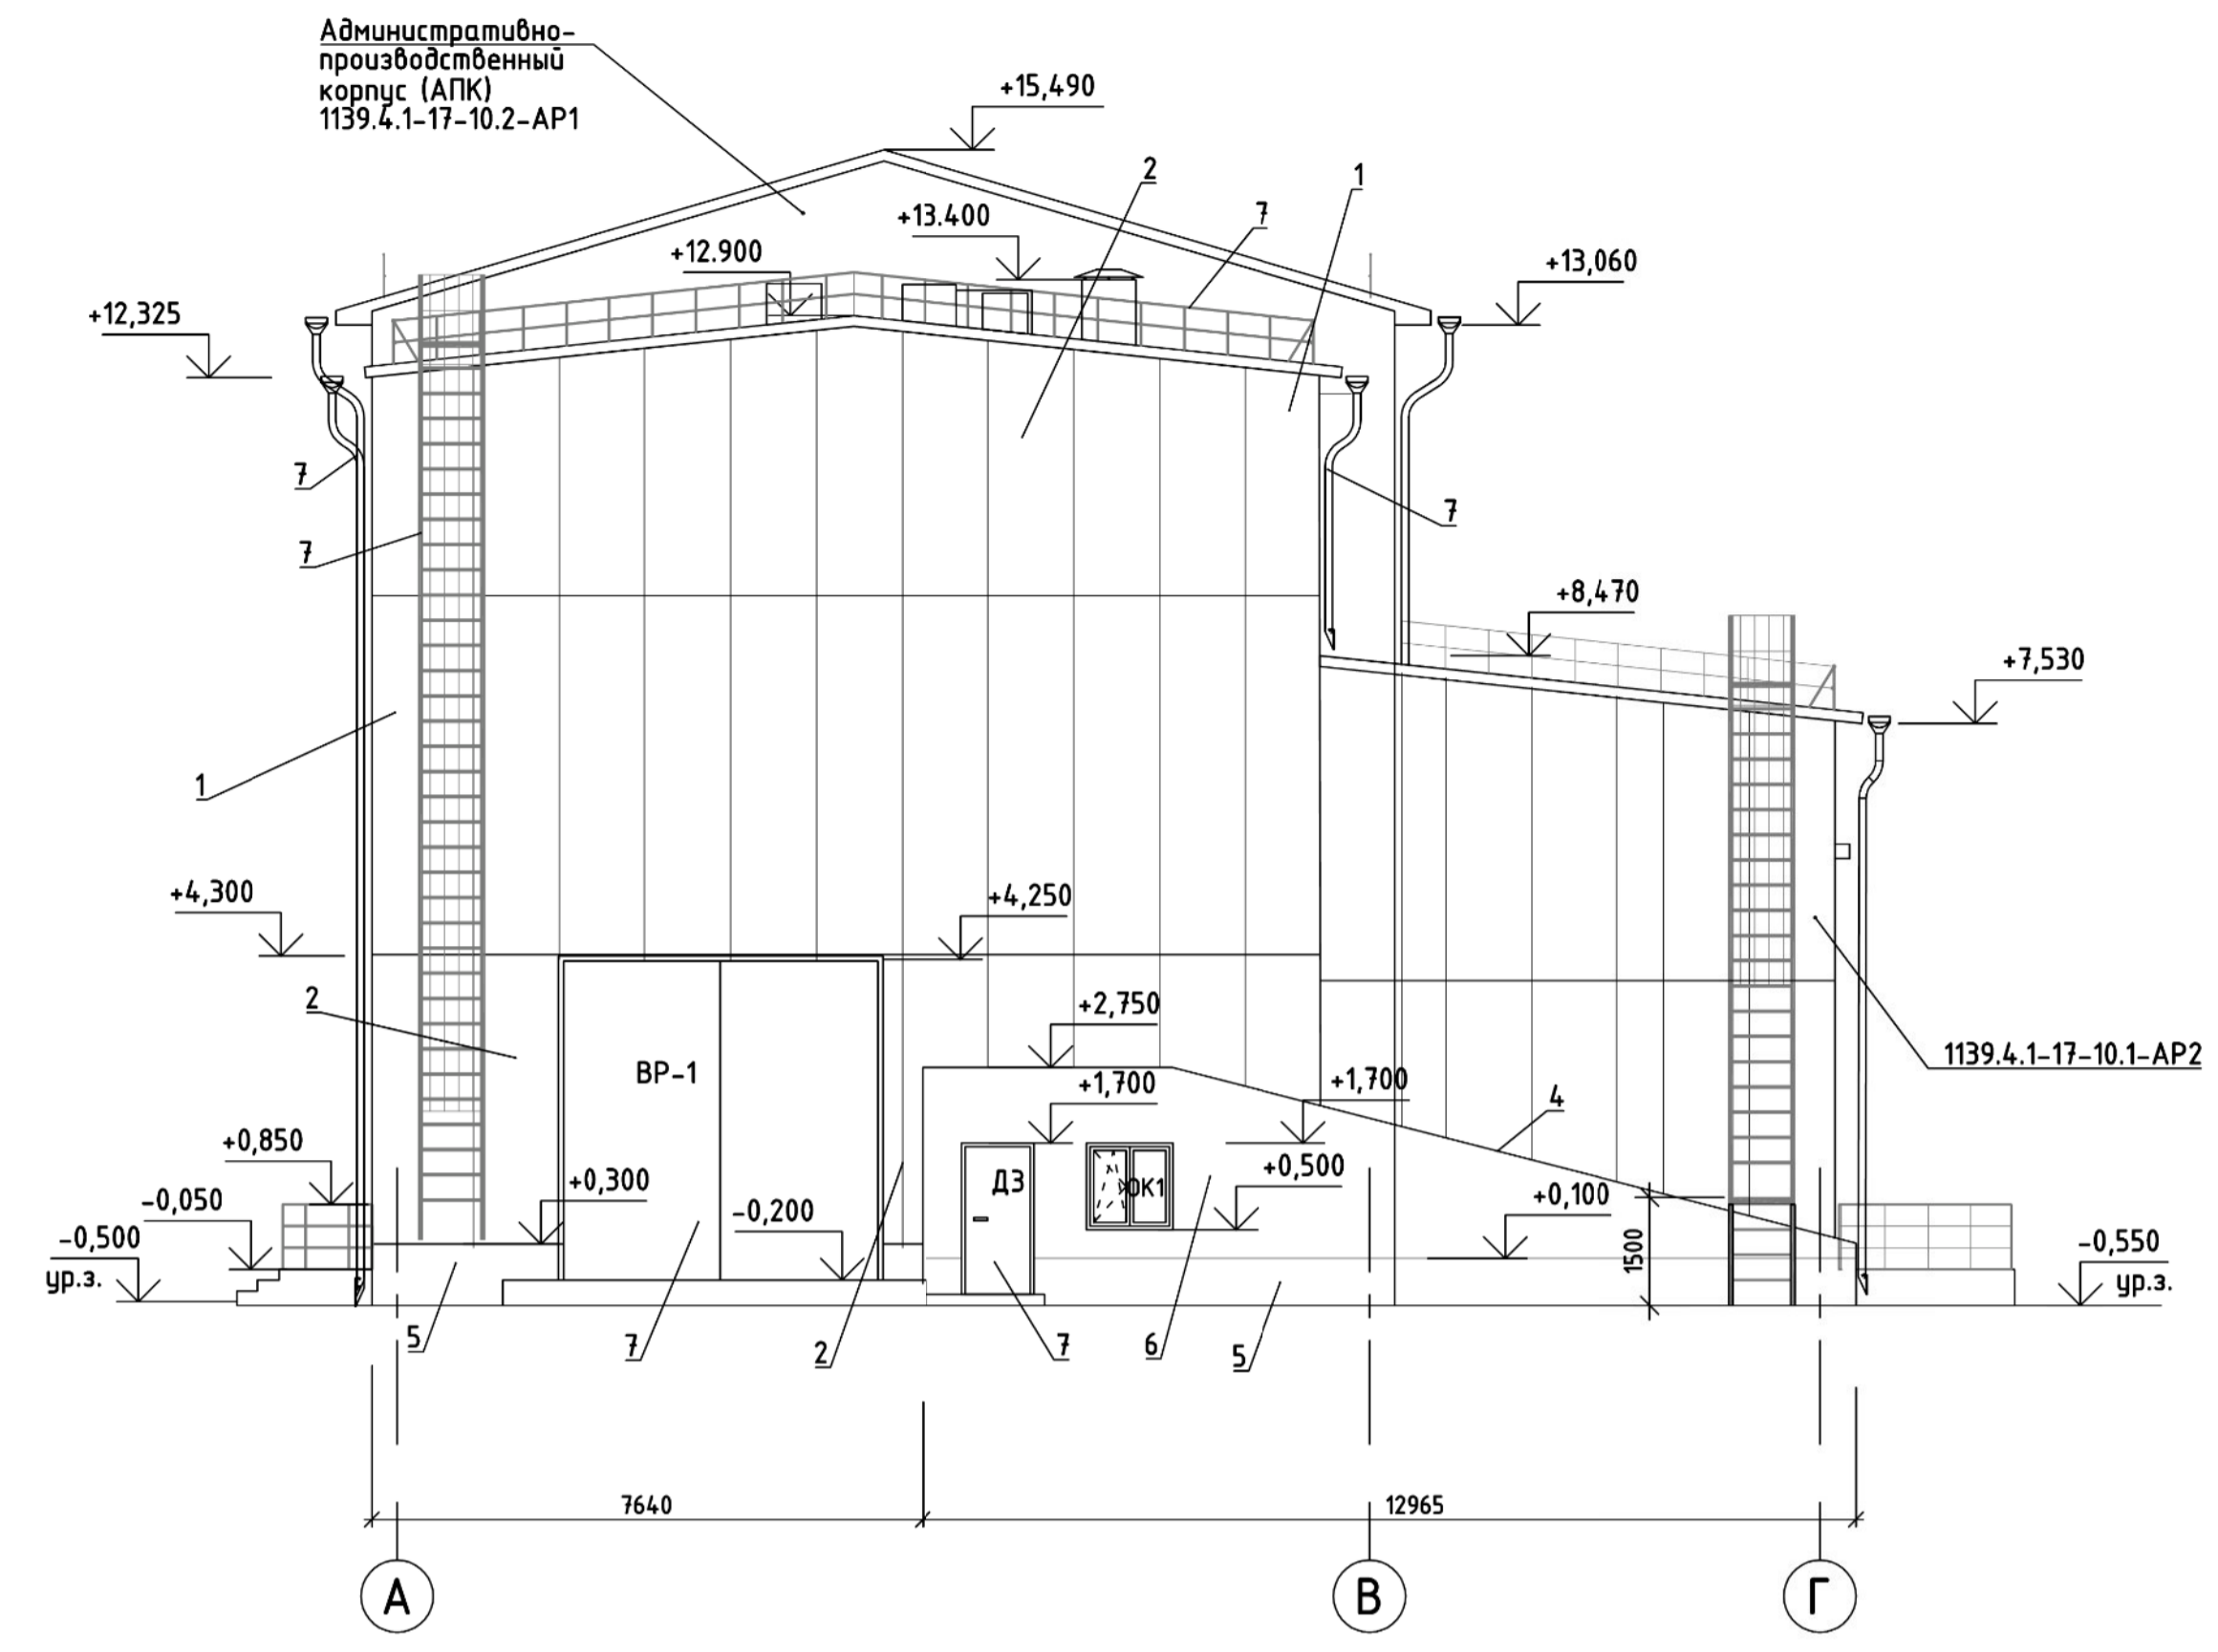 Административно-
производственный
корпус (АПК)
1139.4.1-17-10.2-АР1
+15,490
2
1
+13.400
7
+12.900
+13,060
+12,325
7
7
7
+8,470
+7,530
1
+4,300
+4,250
2
+2,750
1139.4.1-17-10.1-АР2
ВР-1
+1,700
+1,700
4
+0,850
+0,300
ДЗ
ОК1
+0,500
-0,050
-0,200
+0,100
-0,500
ур.з.
1500
-0,550
ур.з.
5
7
2
7
6
5
7640
12965
А
В
Г